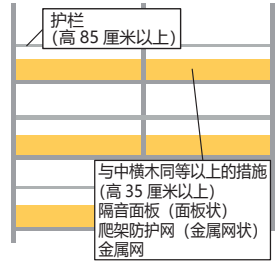 护栏
(高 85 厘米以上)
与中横木同等以上的措施
(高 35 厘米以上)
隔音面板（面板状）
爬架防护网（金属网状）
金属网